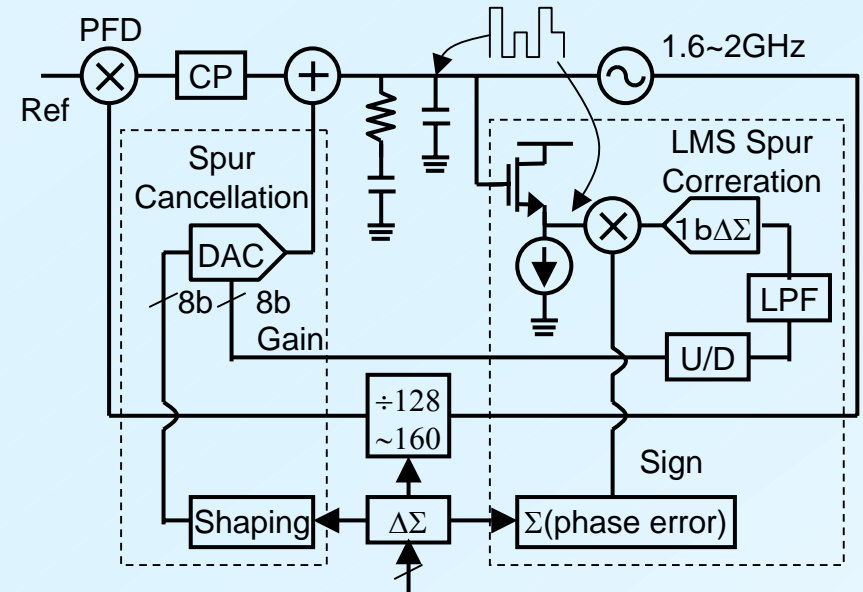 PFD
1.6~2GHz
CP
Ref
Spur
Cancellation
LMS Spur
Correration
DAC
1bΔΣ
8b
8b
LPF
Gain
U/D
÷128
~160
Sign
Shaping
ΔΣ
Σ(phase error)